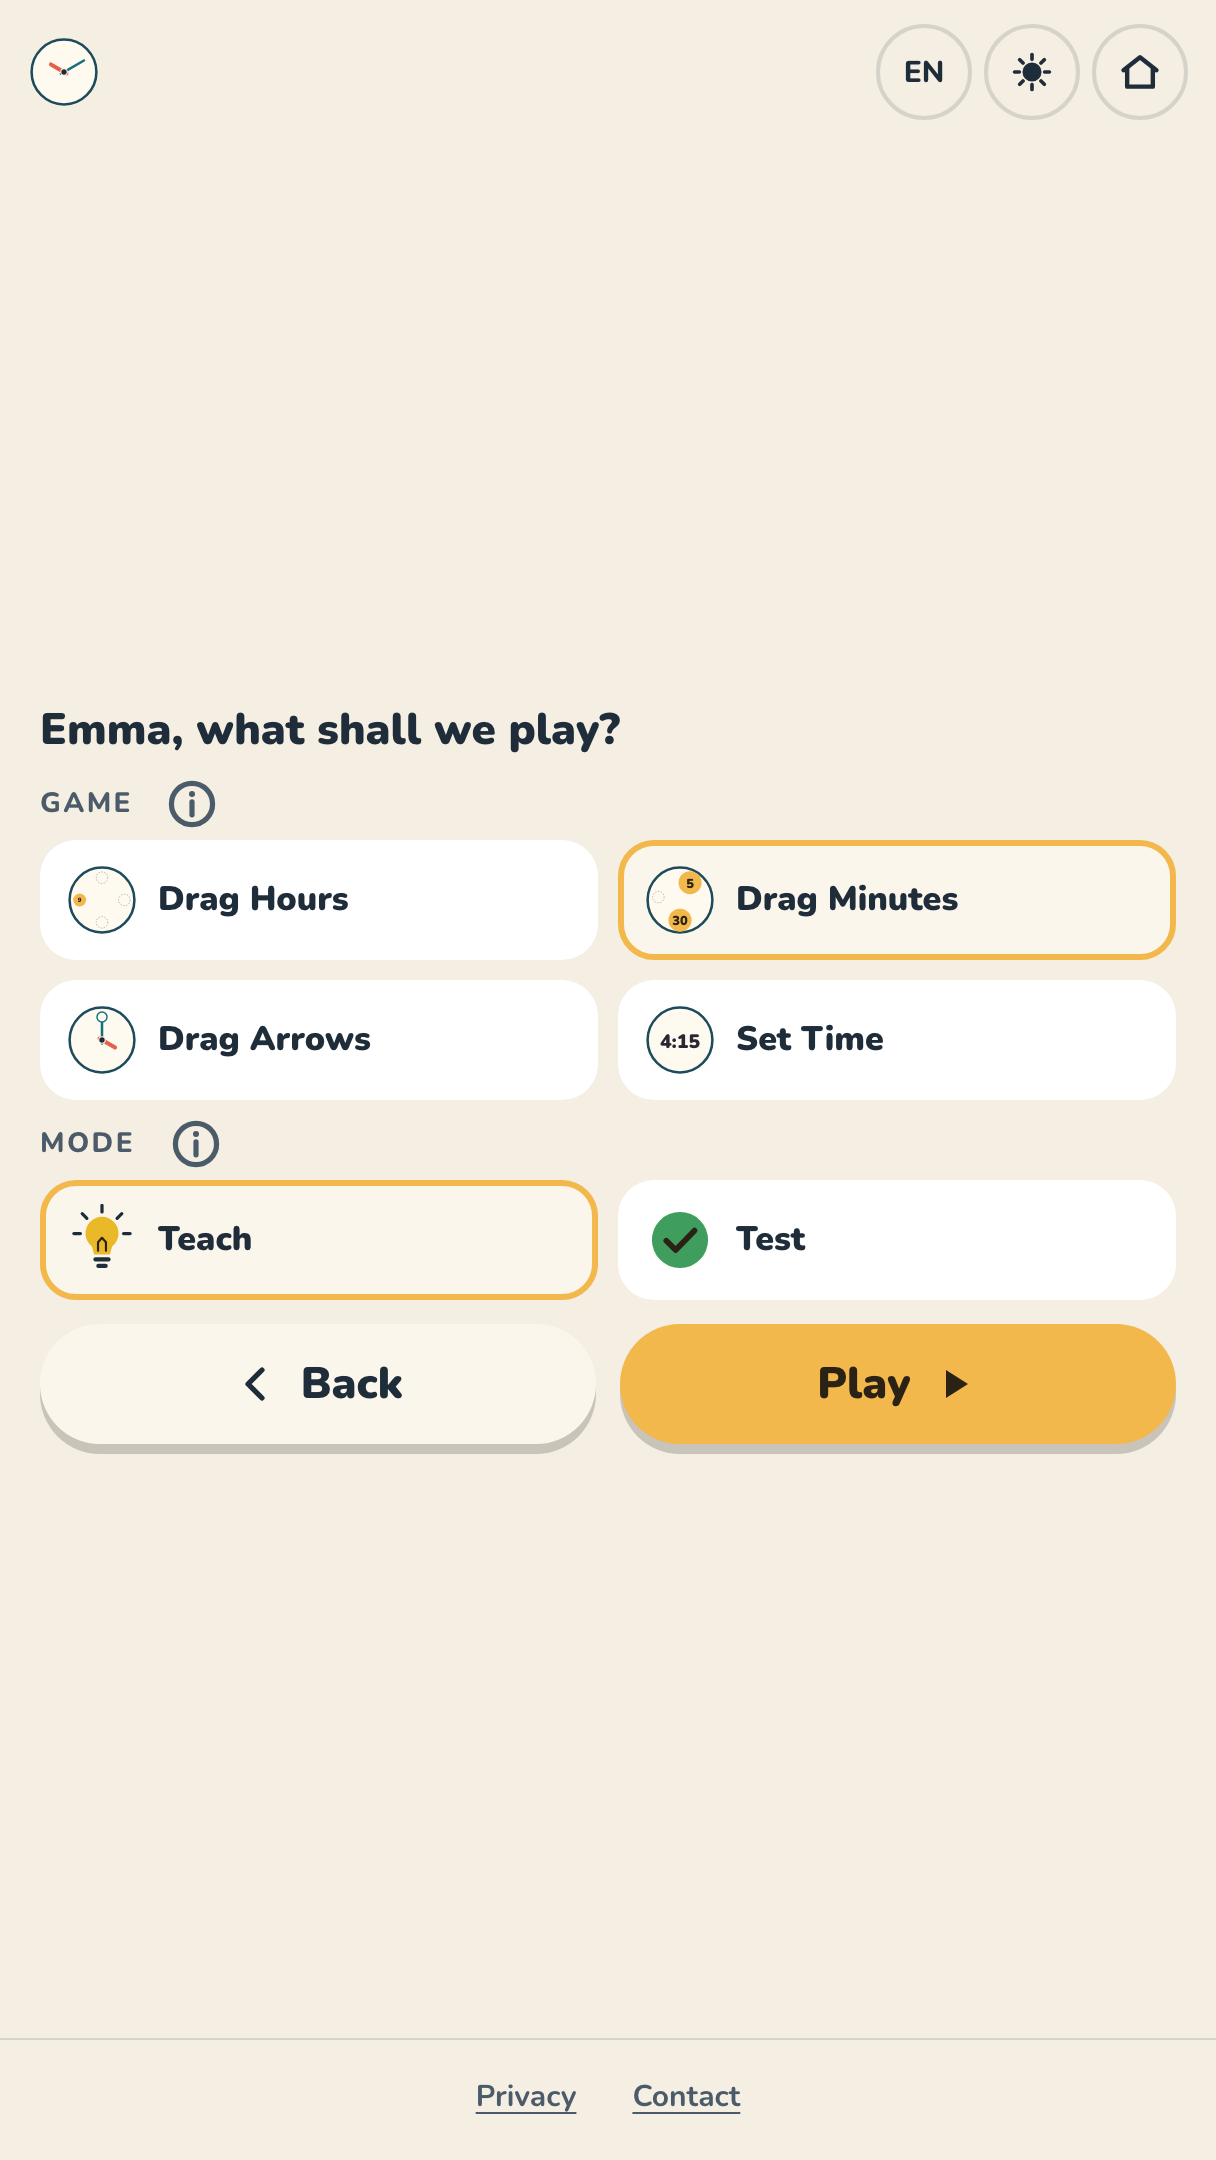 EN
Emma, what shall we play?
GAME
9
Drag Hours
5
30
Drag Minutes
Drag Arrows
4:15
Set Time
MODE
Teach
Test
Back
Play
Privacy
Contact